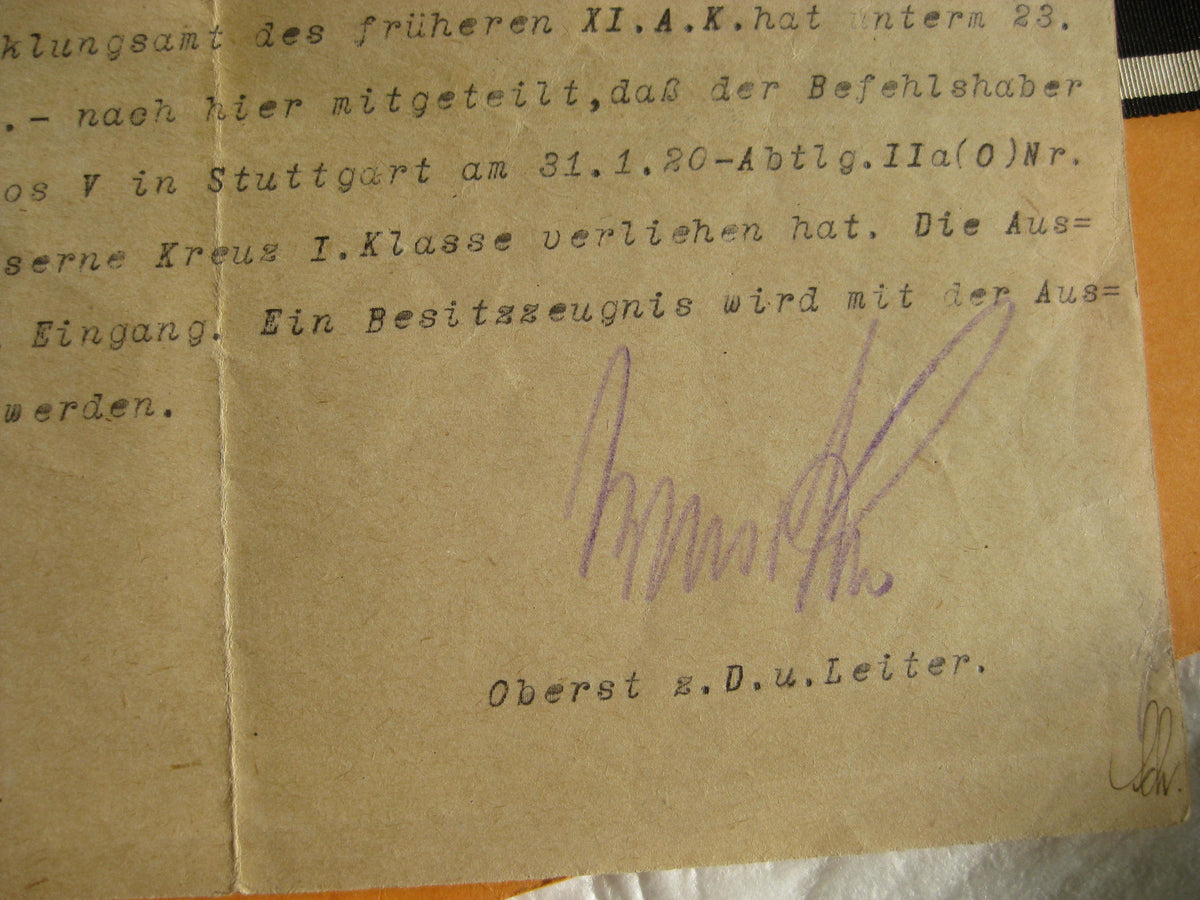 klungsamt des früheren XI.A.K.hat unterm 23.
.- nach hier mitgeteilt,daß der Befehlshaber
os V in Stuttgart am 31.1.20-Abtlg.IIa(O)Nr.
serne Kreuz I.Klasse verliehen hat. Die Aus=
Eingang. Ein Besitzzeugnis wird mit der Aus=
werden.
Oberst z.D.u.Leiter.
Sch.